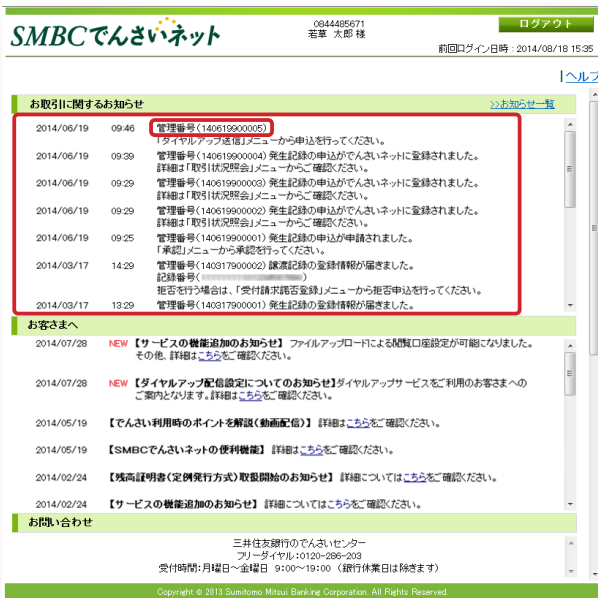 SMBCでんさいネット
0844485671
若草 太郎 様
ログアウト
前回ログイン日時：2014/08/18 15:35
ヘルプ
お取引に関するお知らせ
>>お知らせ一覧
2014/06/19 09:46 管理番号(140619900005)
「ダイヤルアップ送信」メニューから申込を行ってください。
2014/06/19 09:39 管理番号(140619900004) 発生記録の申込がでんさいネットに登録されました。
詳細は「取引状況照会」メニューからご確認ください。
2014/06/19 09:29 管理番号(140619900003) 発生記録の申込がでんさいネットに登録されました。
詳細は「取引状況照会」メニューからご確認ください。
2014/06/19 09:29 管理番号(140619900002) 発生記録の申込がでんさいネットに登録されました。
詳細は「取引状況照会」メニューからご確認ください。
2014/06/19 09:25 管理番号(140619900001) 発生記録の申込が申請されました。
「承認」メニューから承認を行ってください。
2014/03/17 14:29 管理番号(140317900002) 譲渡記録の登録情報が届きました。
記録番号( )
拒否を行う場合は、「受付請求諾否登録」メニューから拒否申込を行ってください。
2014/03/17 13:29 管理番号(140317900001) 発生記録の登録情報が届きました。
お客さまへ
2014/07/28 NEW 【サービスの機能追加のお知らせ】 ファイルアップロードによる閲覧口座設定が可能になりました。
その他、詳細はこちらをご確認ください。
2014/07/28 NEW 【ダイヤルアップ配信設定についてのお知らせ】ダイヤルアップサービスをご利用のお客さまへの
ご案内となります。詳細はこちらをご確認ください。
2014/05/19 【でんさい利用時のポイントを解説(動画配信)】 詳細はこちらをご確認ください。
2014/05/19 【SMBCでんさいネットの便利機能】 詳細はこちらをご確認ください。
2014/02/24 【残高証明書(定例発行方式)取扱開始のお知らせ】 詳細についてはこちらをご確認ください。
2014/02/24 【サービスの機能追加のお知らせ】 詳細についてはこちらをご確認ください。
お問い合わせ
三井住友銀行のでんさいセンター
フリーダイヤル：0120-286-203
受付時間：月曜日～金曜日 9:00～19:00 (銀行休業日は除きます)
Copyright © 2013 Sumitomo Mitsui Banking Corporation. All Rights Reserved.